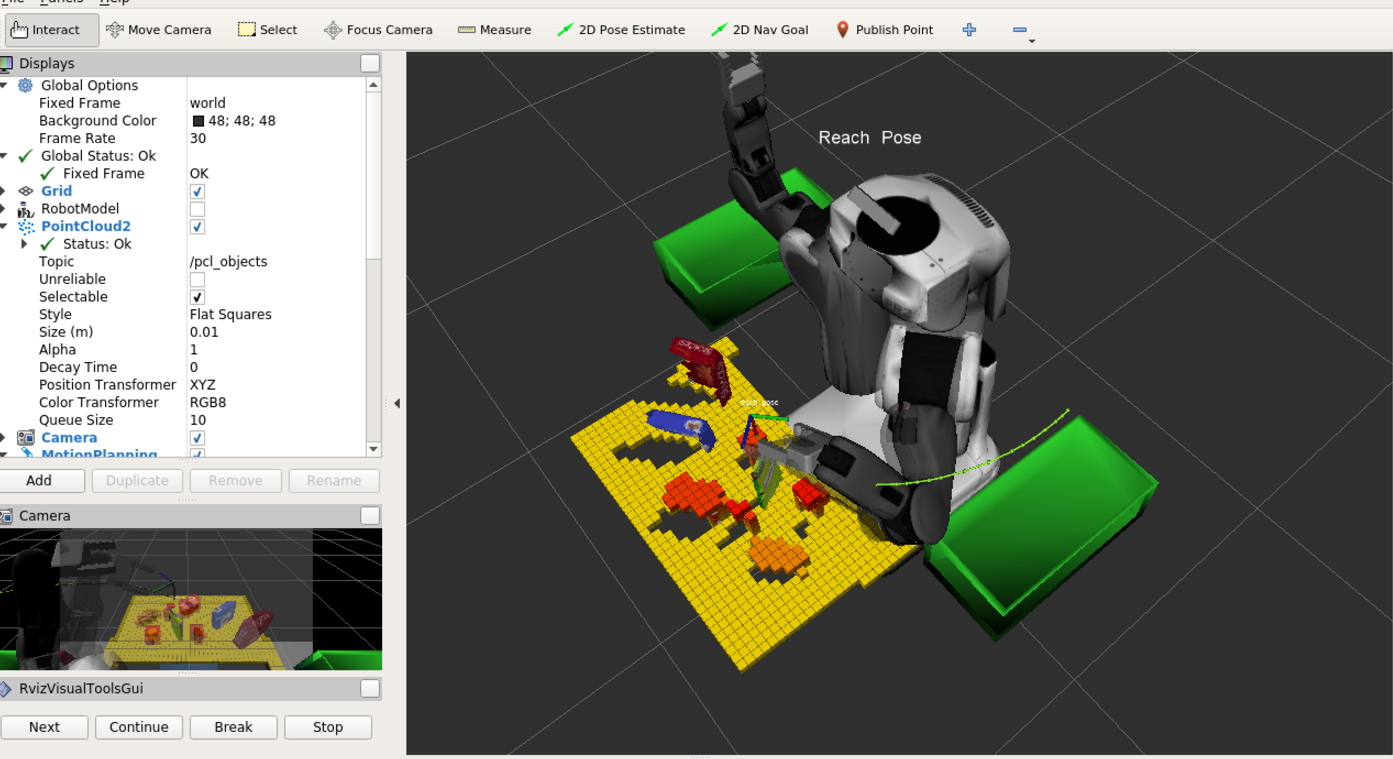 File Panels Help
Interact Move Camera Select Focus Camera Measure 2D Pose Estimate 2D Nav Goal Publish Point
Displays
Global Options
Fixed Frame world
Background Color 48; 48; 48
Frame Rate 30
Global Status: Ok
Fixed Frame OK
Grid
RobotModel
PointCloud2
Status: Ok
Topic /pcl_objects
Unreliable
Selectable
Style Flat Squares
Size (m) 0.01
Alpha 1
Decay Time 0
Position Transformer XYZ
Color Transformer RGB8
Queue Size 10
Camera
MotionPlanning
Add Duplicate Remove Rename
Camera
RvizVisualToolsGui
Next Continue Break Stop
Reach Pose
reach_pose